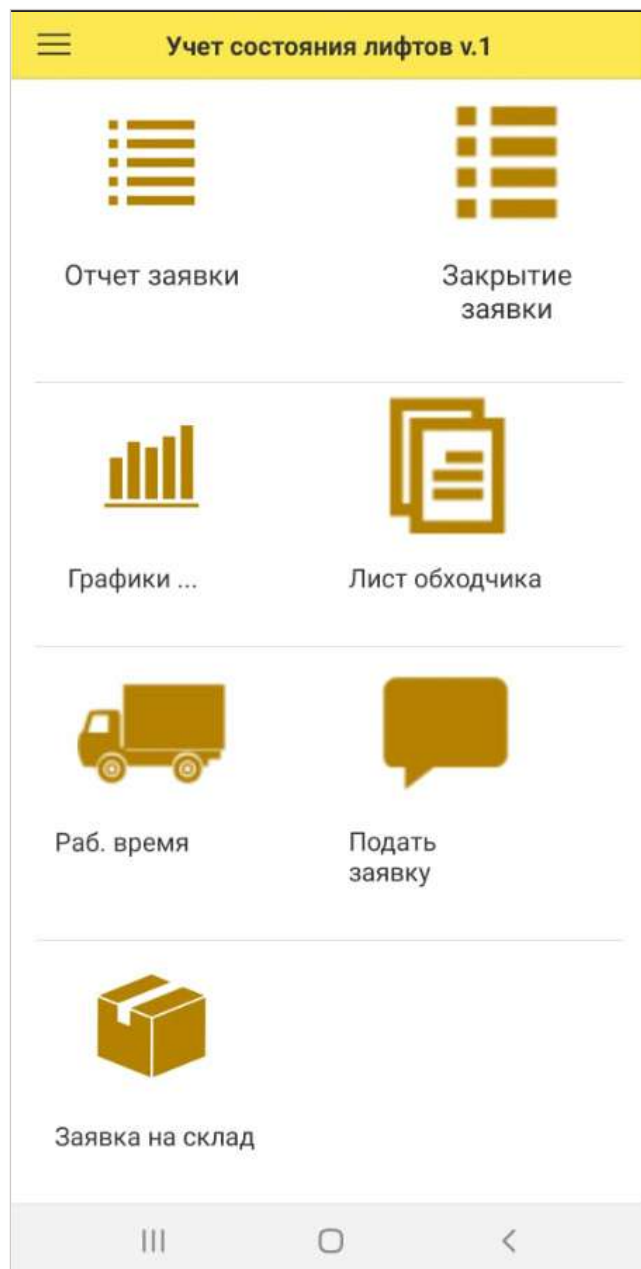 Учет состояния лифтов v.1
Отчет заявки
Закрытие
заявки
Графики ...
Лист обходчика
Раб. время
Подать
заявку
Заявка на склад